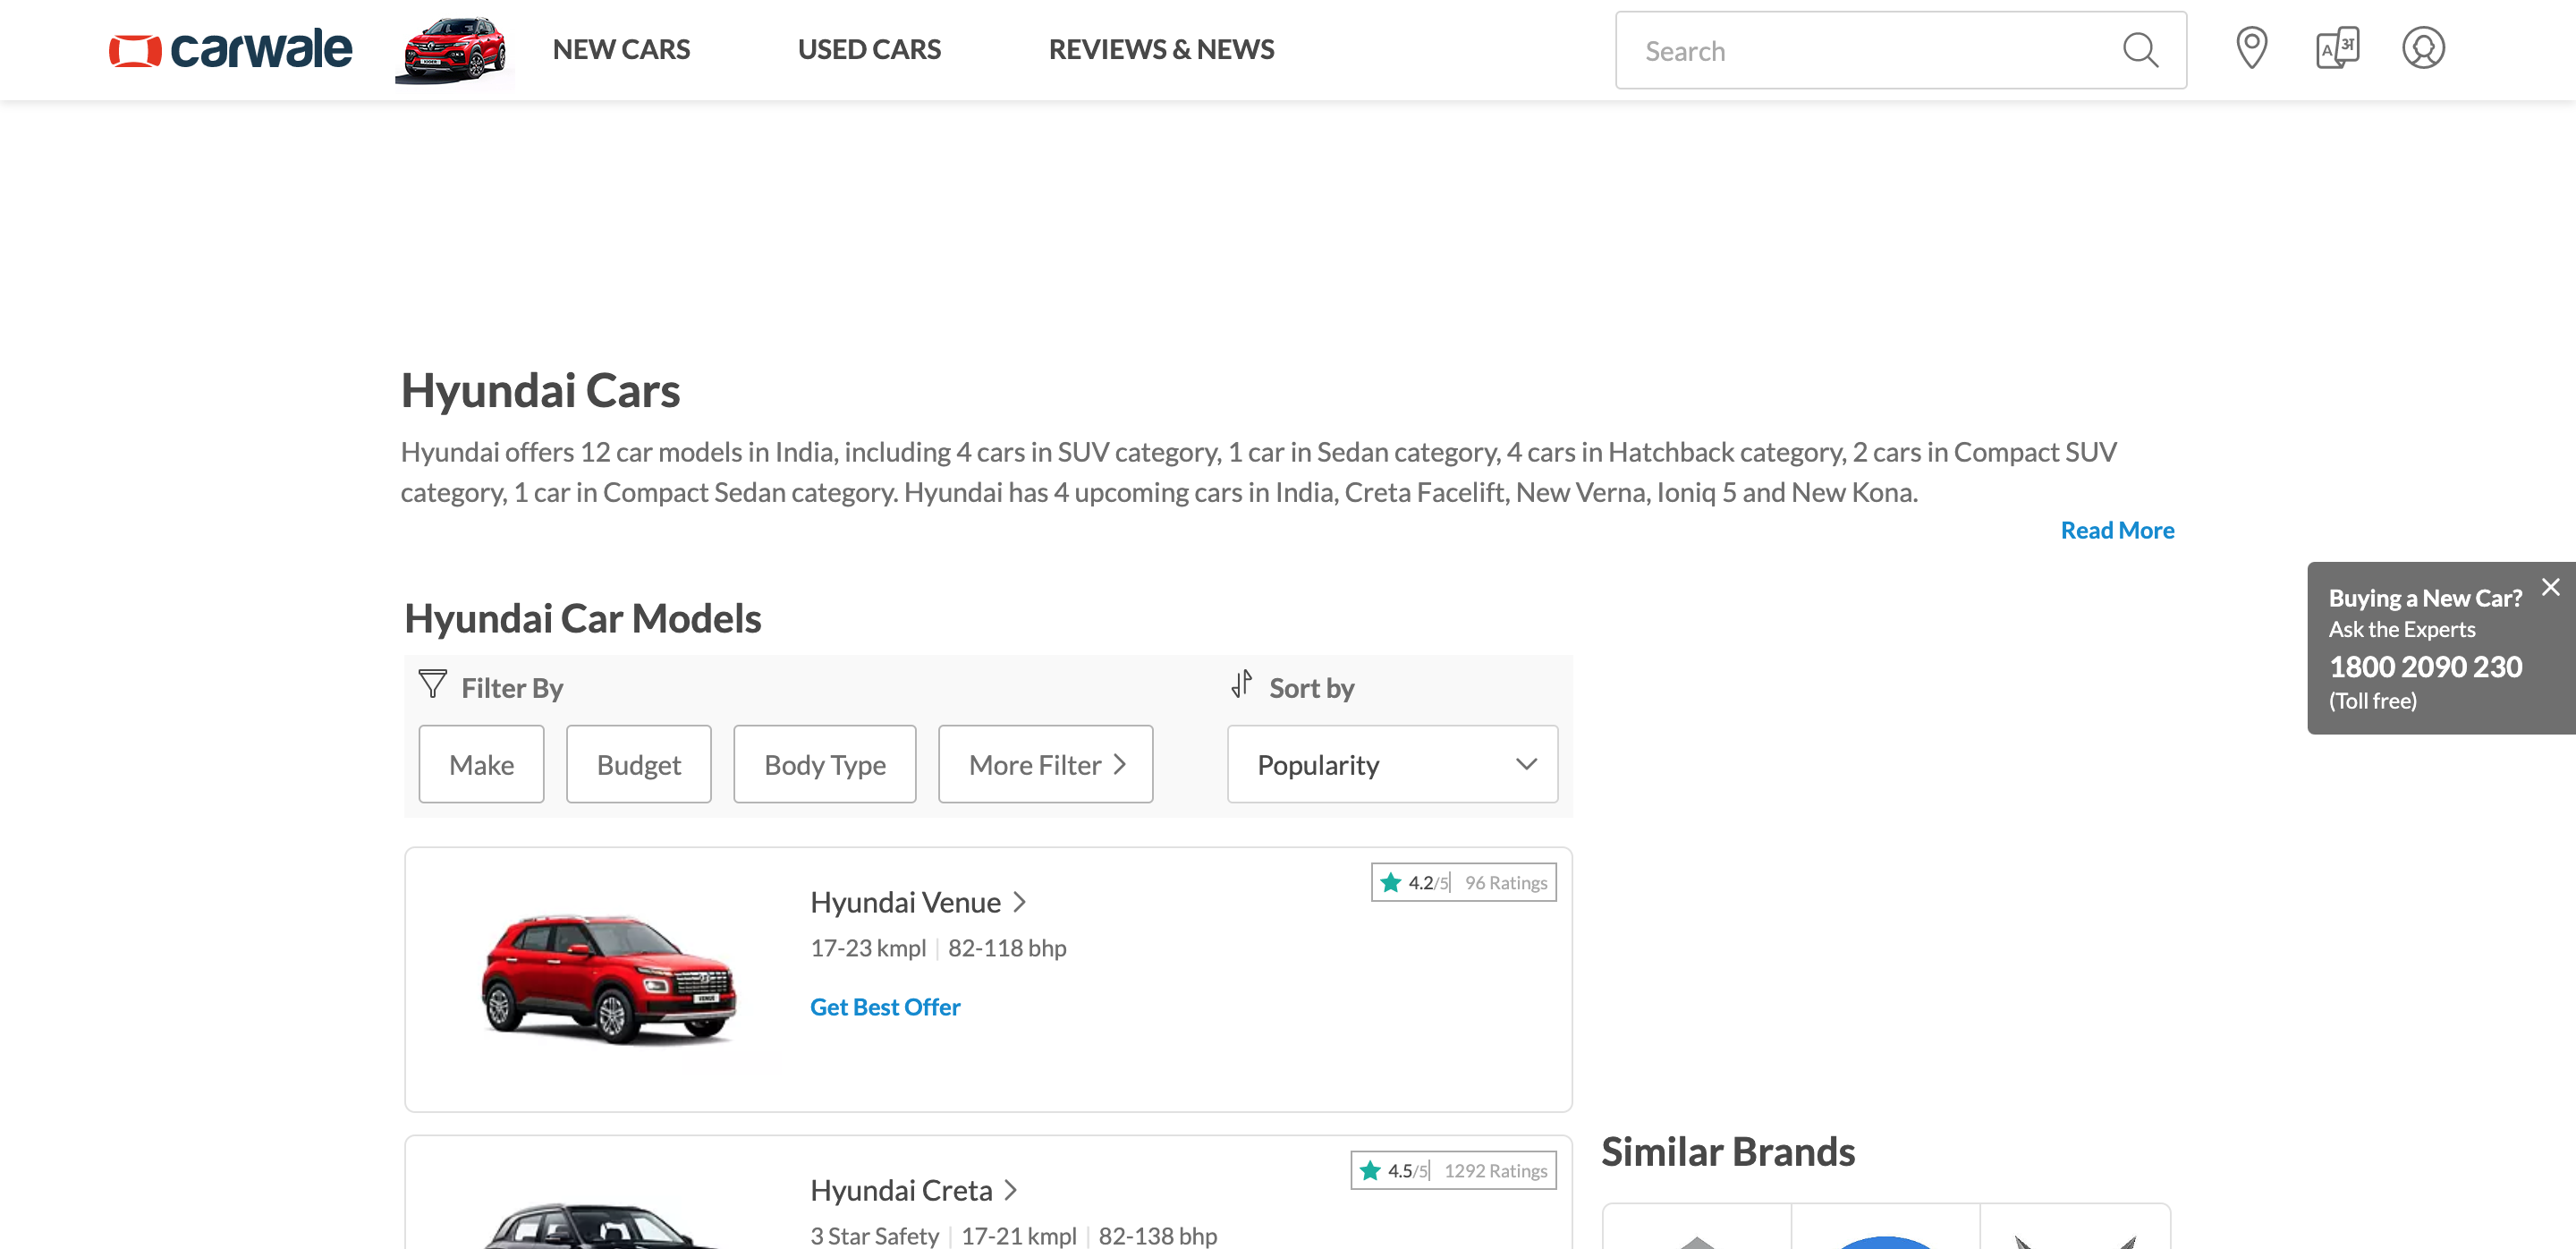 carwale
NEW CARS
USED CARS
REVIEWS & NEWS
Search
Hyundai Cars
Hyundai offers 12 car models in India, including 4 cars in SUV category, 1 car in Sedan category, 4 cars in Hatchback category, 2 cars in Compact SUV
category, 1 car in Compact Sedan category. Hyundai has 4 upcoming cars in India, Creta Facelift, New Verna, Ioniq 5 and New Kona.
Read More
Buying a New Car?
Ask the Experts
1800 2090 230
(Toll free)
Hyundai Car Models
Filter By
Sort by
Make
Budget
Body Type
More Filter
Popularity
4.2/5 96 Ratings
Hyundai Venue
17-23 kmpl | 82-118 bhp
Get Best Offer
VENUE
4.5/5 1292 Ratings
Hyundai Creta
3 Star Safety | 17-21 kmpl | 82-138 bhp
Similar Brands